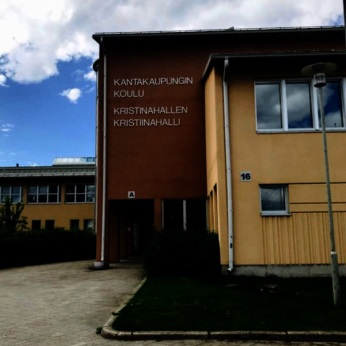 KANTAKAUPUNGIN
KOULU
KRISTINAHALLEN
KRISTIINAHALLI
A
16